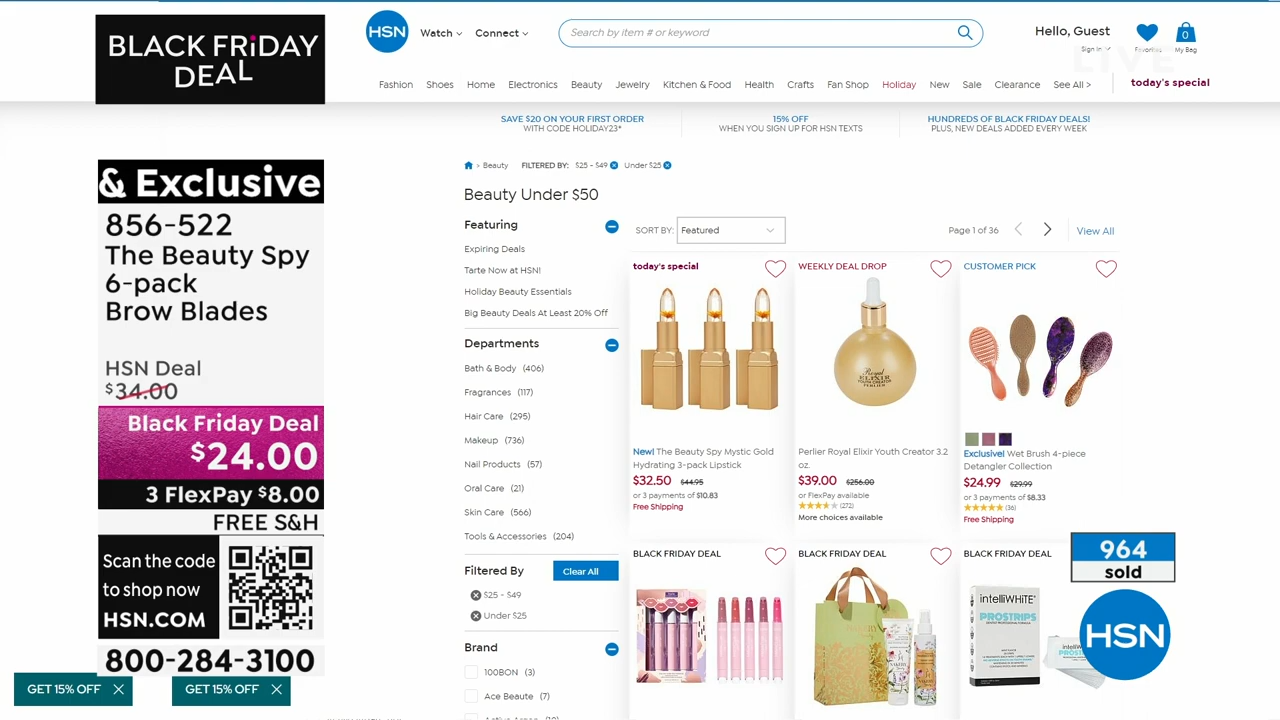 BLACK FRiDAY
DEAL
HSN
Watch
Connect
Search by item # or keyword
Hello, Guest
Sign In
Favorites
0
My Bag
LIVE
Fashion
Shoes
Home
Electronics
Beauty
Jewelry
Kitchen & Food
Health
Crafts
Fan Shop
Holiday
New
Sale
Clearance
See All >
today's special
SAVE $20 ON YOUR FIRST ORDER
WITH CODE HOLIDAY23*
15% OFF
WHEN YOU SIGN UP FOR HSN TEXTS
HUNDREDS OF BLACK FRIDAY DEALS!
PLUS, NEW DEALS ADDED EVERY WEEK
& Exclusive
856-522
The Beauty Spy
6-pack
Brow Blades
HSN Deal
$34.00
Black Friday Deal
$24.00
3 FlexPay $8.00
FREE S&H
Scan the code
to shop now
HSN.COM
800-284-3100
GET 15% OFF
GET 15% OFF
> Beauty
FILTERED BY:
$25 - $49
Under $25
Beauty Under $50
Featuring
Expiring Deals
Tarte Now at HSN!
Holiday Beauty Essentials
Big Beauty Deals At Least 20% Off
Departments
Bath & Body (406)
Fragrances (117)
Hair Care (295)
Makeup (736)
Nail Products (57)
Oral Care (21)
Skin Care (566)
Tools & Accessories (204)
Filtered By
Clear All
$25 - $49
Under $25
Brand
100BON (3)
Ace Beaute (7)
SORT BY:
Featured
Page 1 of 36
View All
today's special
New! The Beauty Spy Mystic Gold
Hydrating 3-pack Lipstick
$32.50 $44.95
or 3 payments of $10.83
Free Shipping
WEEKLY DEAL DROP
Royal
ELIXIR
YOUTH CREATOR
PERLIER
Perlier Royal Elixir Youth Creator 3.2
oz.
$39.00 $256.00
or FlexPay available
(272)
More choices available
CUSTOMER PICK
Exclusive! Wet Brush 4-piece
Detangler Collection
$24.99 $29.99
or 3 payments of $8.33
(36)
Free Shipping
BLACK FRIDAY DEAL
BLACK FRIDAY DEAL
BLACK FRIDAY DEAL
intelliWHiTE
PROSTRIPS
964
sold
HSN